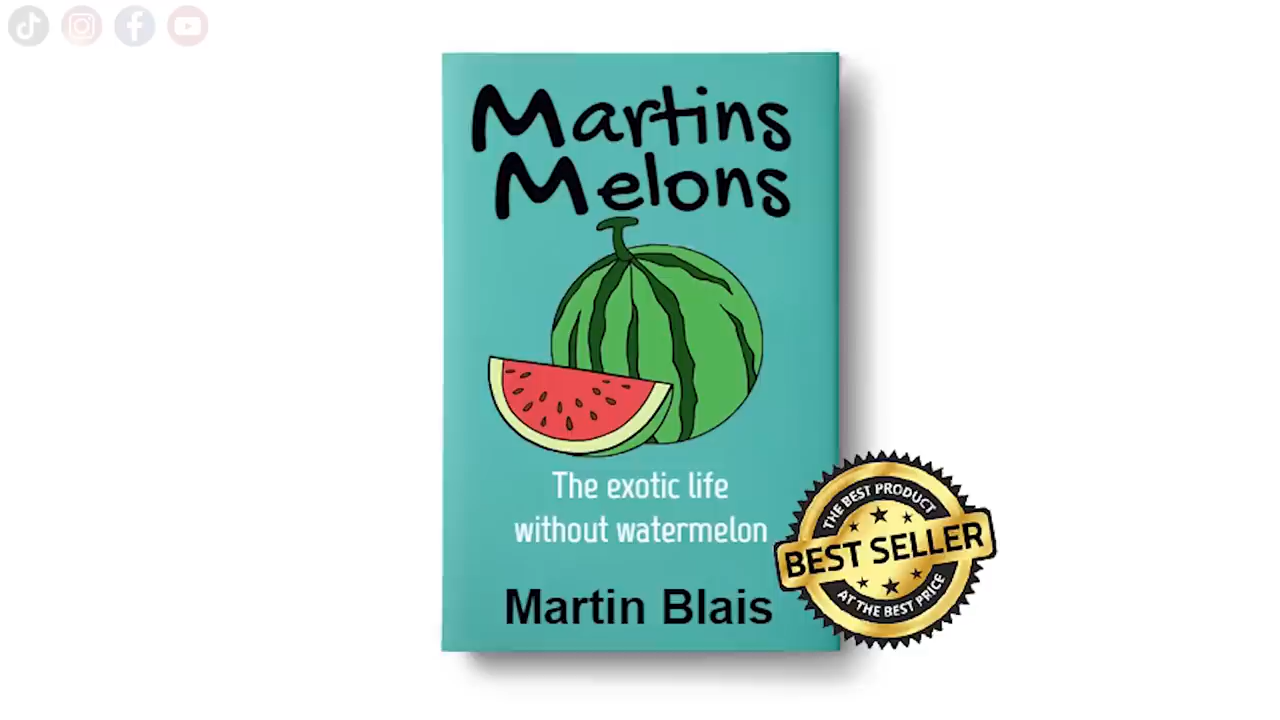 Martins
Melons
The exotic life
without watermelon
Martin Blais
THE BEST PRODUCT
BEST SELLER
AT THE BEST PRICE